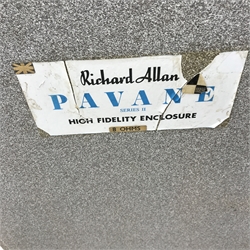 Richard Allan
PAVANE
SERIES II
HIGH FIDELITY ENCLOSURE
8 OHMS